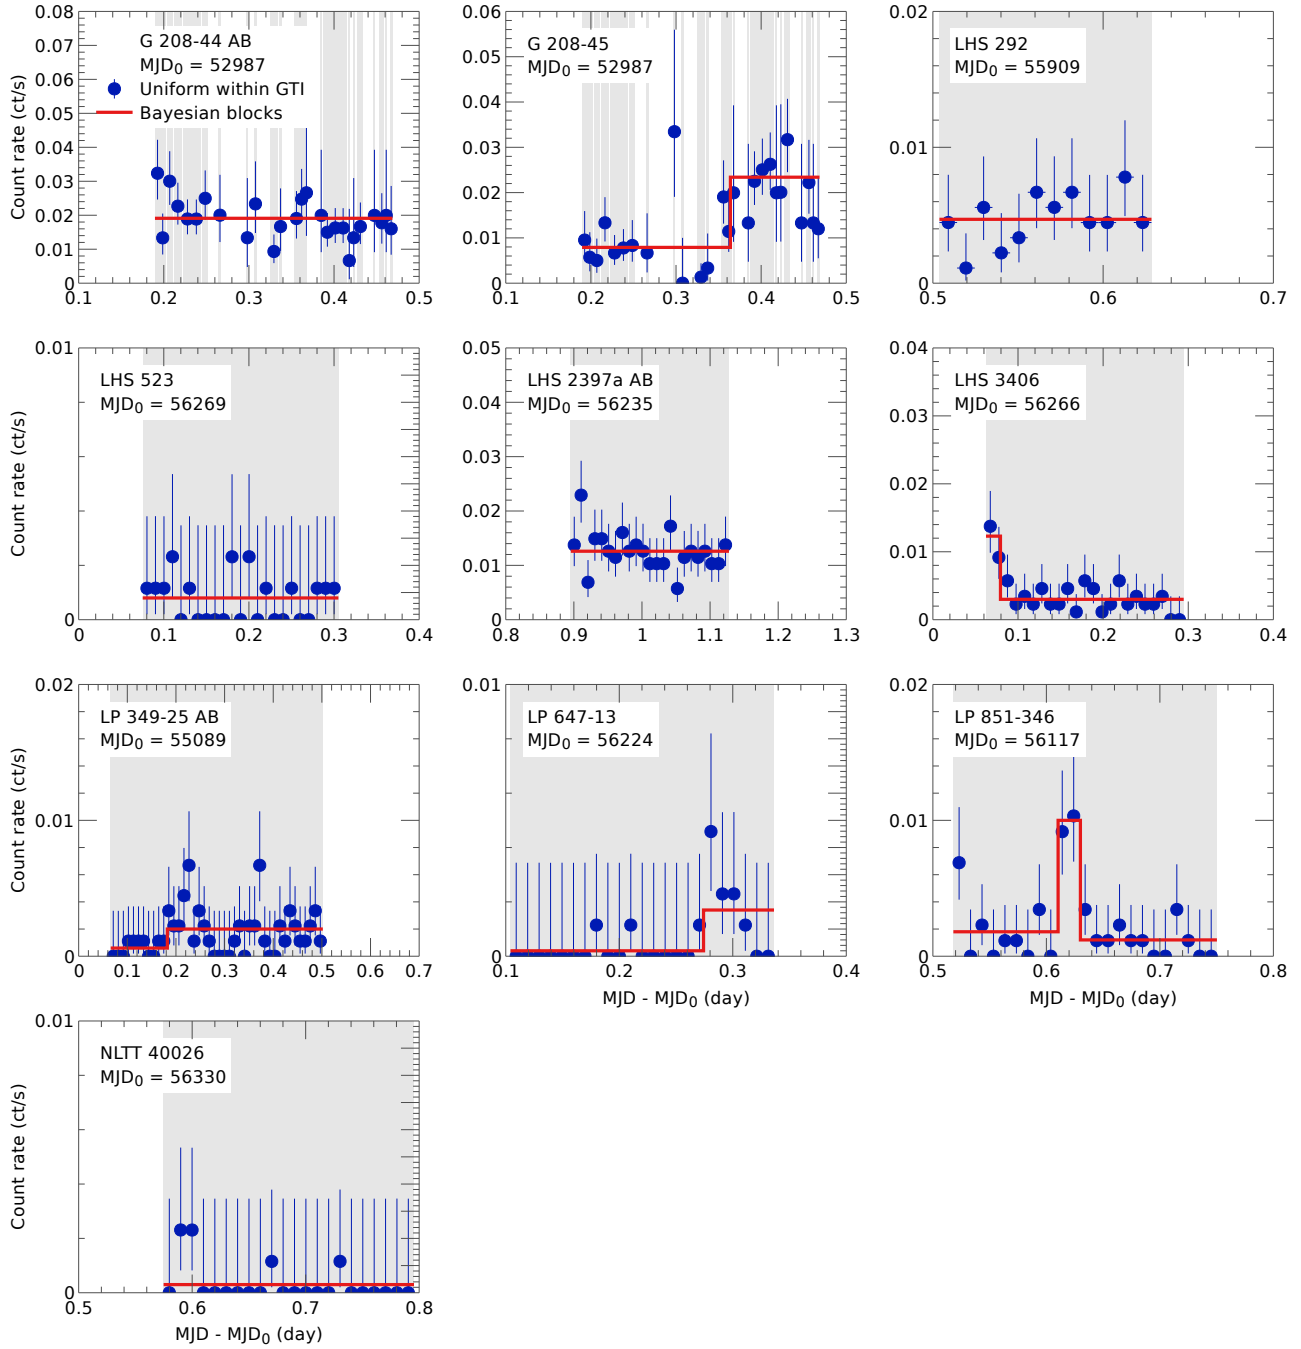 G 208-44 AB
MJD₀ = 52987
Uniform within GTI
Bayesian blocks
Count rate (ct/s)
0.08
0.07
0.06
0.05
0.04
0.03
0.02
0.01
0
0.1 0.2 0.3 0.4 0.5
G 208-45
MJD₀ = 52987
0.06
0.05
0.04
0.03
0.02
0.01
0
0.1 0.2 0.3 0.4 0.5
LHS 292
MJD₀ = 55909
0.02
0.01
0
0.5 0.6 0.7
LHS 523
MJD₀ = 56269
Count rate (ct/s)
0.01
0
0 0.1 0.2 0.3 0.4
LHS 2397a AB
MJD₀ = 56235
0.05
0.04
0.03
0.02
0.01
0
0.8 0.9 1 1.1 1.2 1.3
LHS 3406
MJD₀ = 56266
0.04
0.03
0.02
0.01
0
0 0.1 0.2 0.3 0.4
LP 349-25 AB
MJD₀ = 55089
Count rate (ct/s)
0.02
0.01
0
0 0.1 0.2 0.3 0.4 0.5 0.6 0.7
LP 647-13
MJD₀ = 56224
0.01
0
0.1 0.2 0.3 0.4
MJD - MJD₀ (day)
LP 851-346
MJD₀ = 56117
0.02
0.01
0
0.5 0.6 0.7 0.8
MJD - MJD₀ (day)
NLTT 40026
MJD₀ = 56330
Count rate (ct/s)
0.01
0
0.5 0.6 0.7 0.8
MJD - MJD₀ (day)